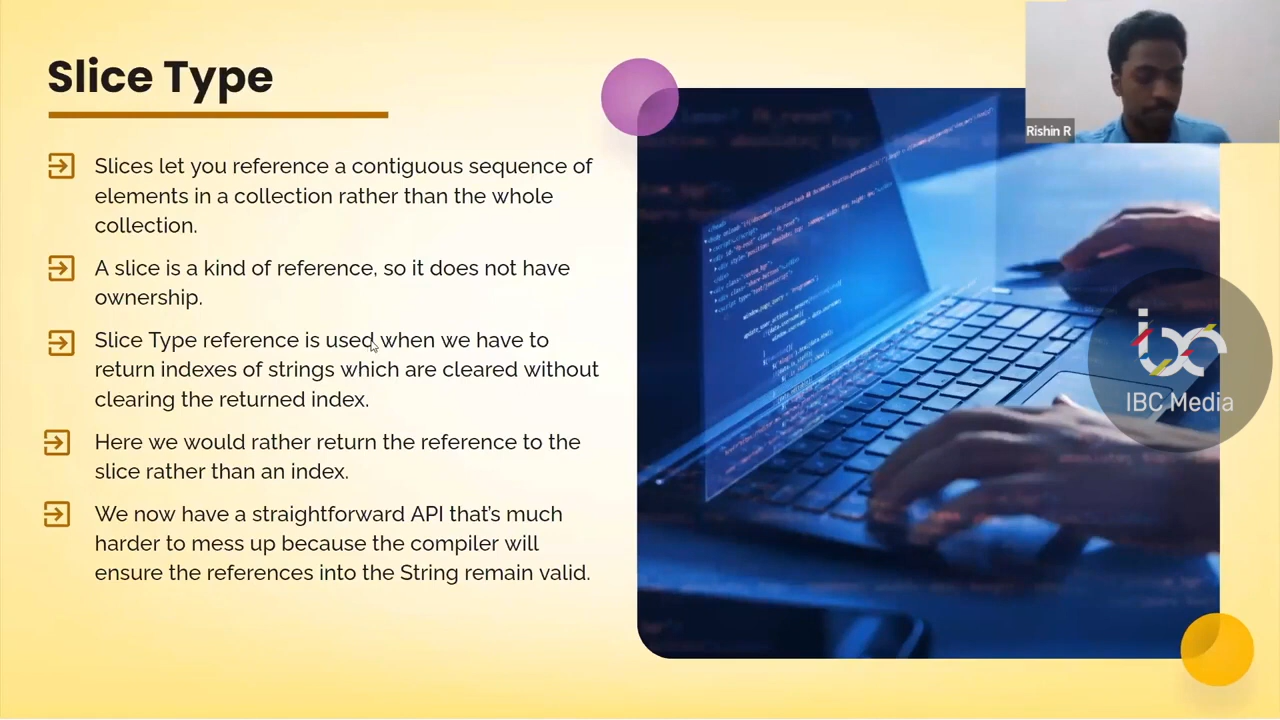 Slice Type
Slices let you reference a contiguous sequence of
elements in a collection rather than the whole
collection.
A slice is a kind of reference, so it does not have
ownership.
Slice Type reference is used when we have to
return indexes of strings which are cleared without
clearing the returned index.
Here we would rather return the reference to the
slice rather than an index.
We now have a straightforward API that's much
harder to mess up because the compiler will
ensure the references into the String remain valid.
Rishin R
IBC Media